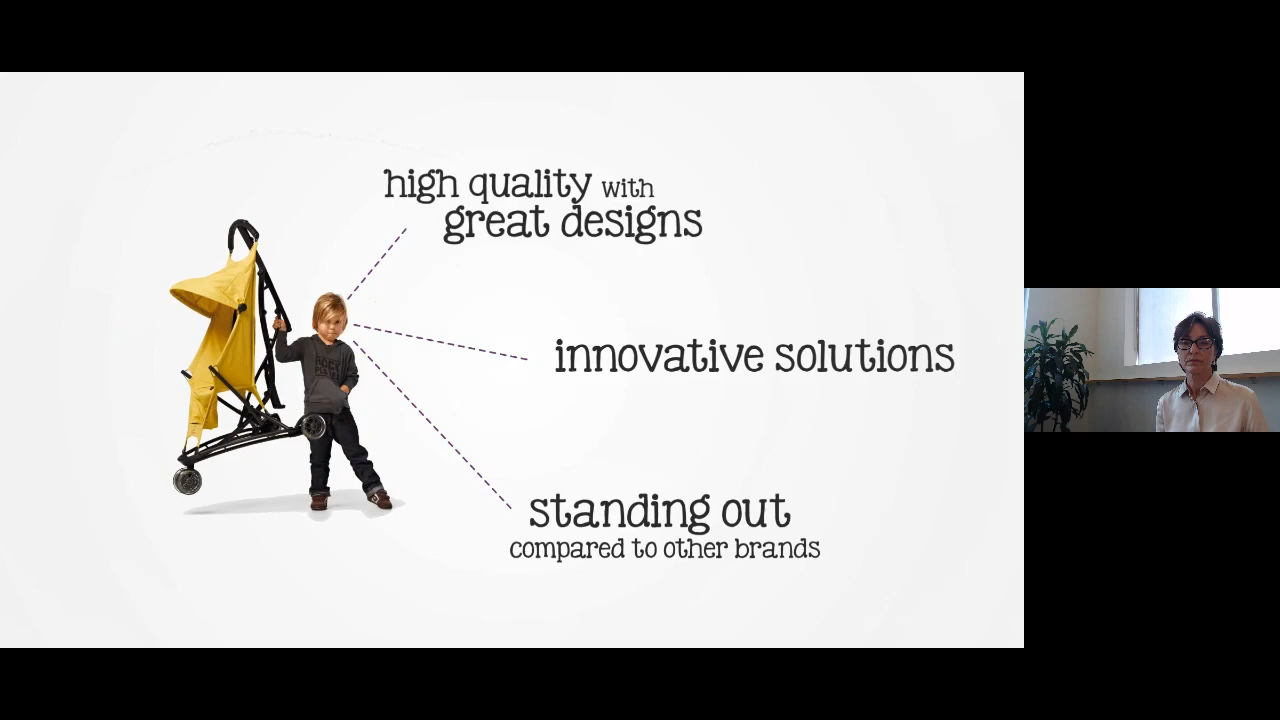 high quality with
great designs
innovative solutions
standing out
compared to other brands